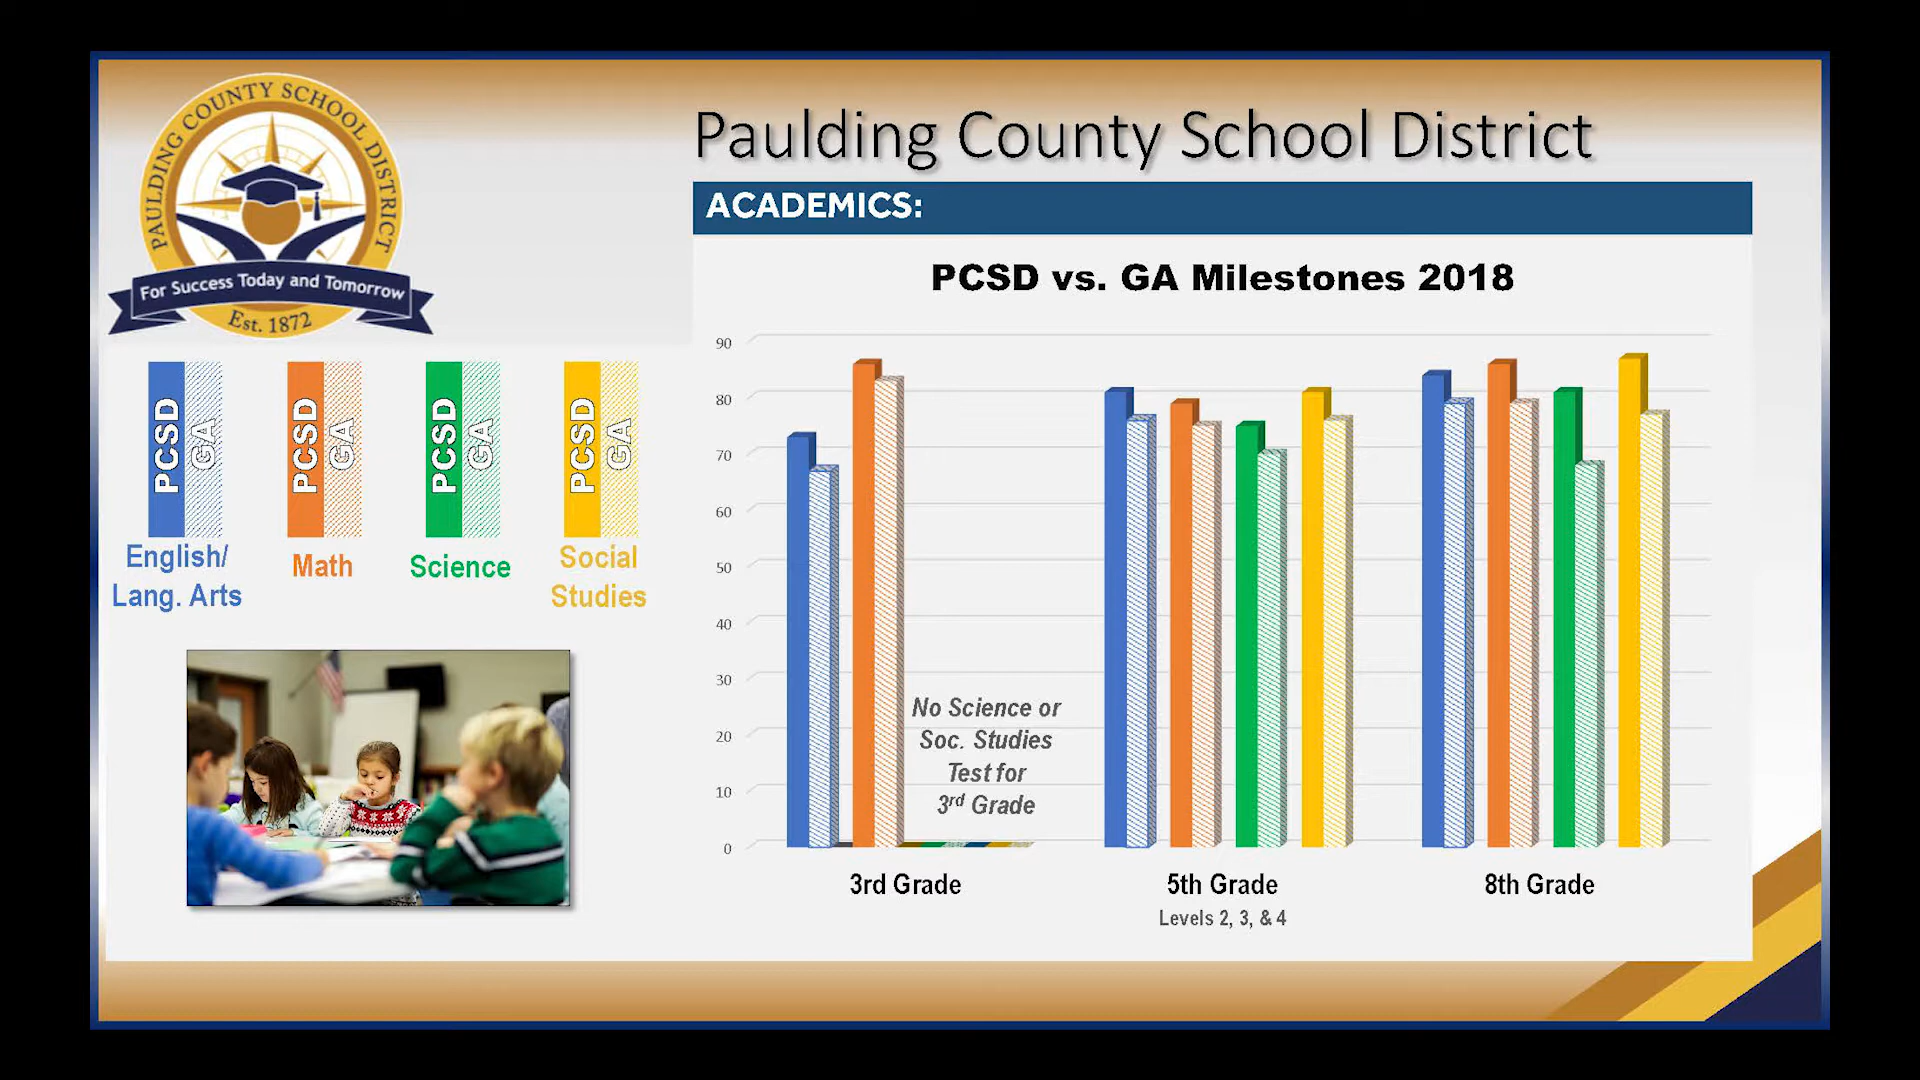 PAULDING COUNTY SCHOOL DISTRICT
For Success Today and Tomorrow
Est. 1872
Paulding County School District
ACADEMICS:
PCSD vs. GA Milestones 2018
PCSD
GA
English/
Lang. Arts
PCSD
GA
Math
PCSD
GA
Science
PCSD
GA
Social
Studies
90
80
70
60
50
40
30
20
10
0
No Science or
Soc. Studies
Test for
3rd Grade
3rd Grade
5th Grade
8th Grade
Levels 2, 3, & 4